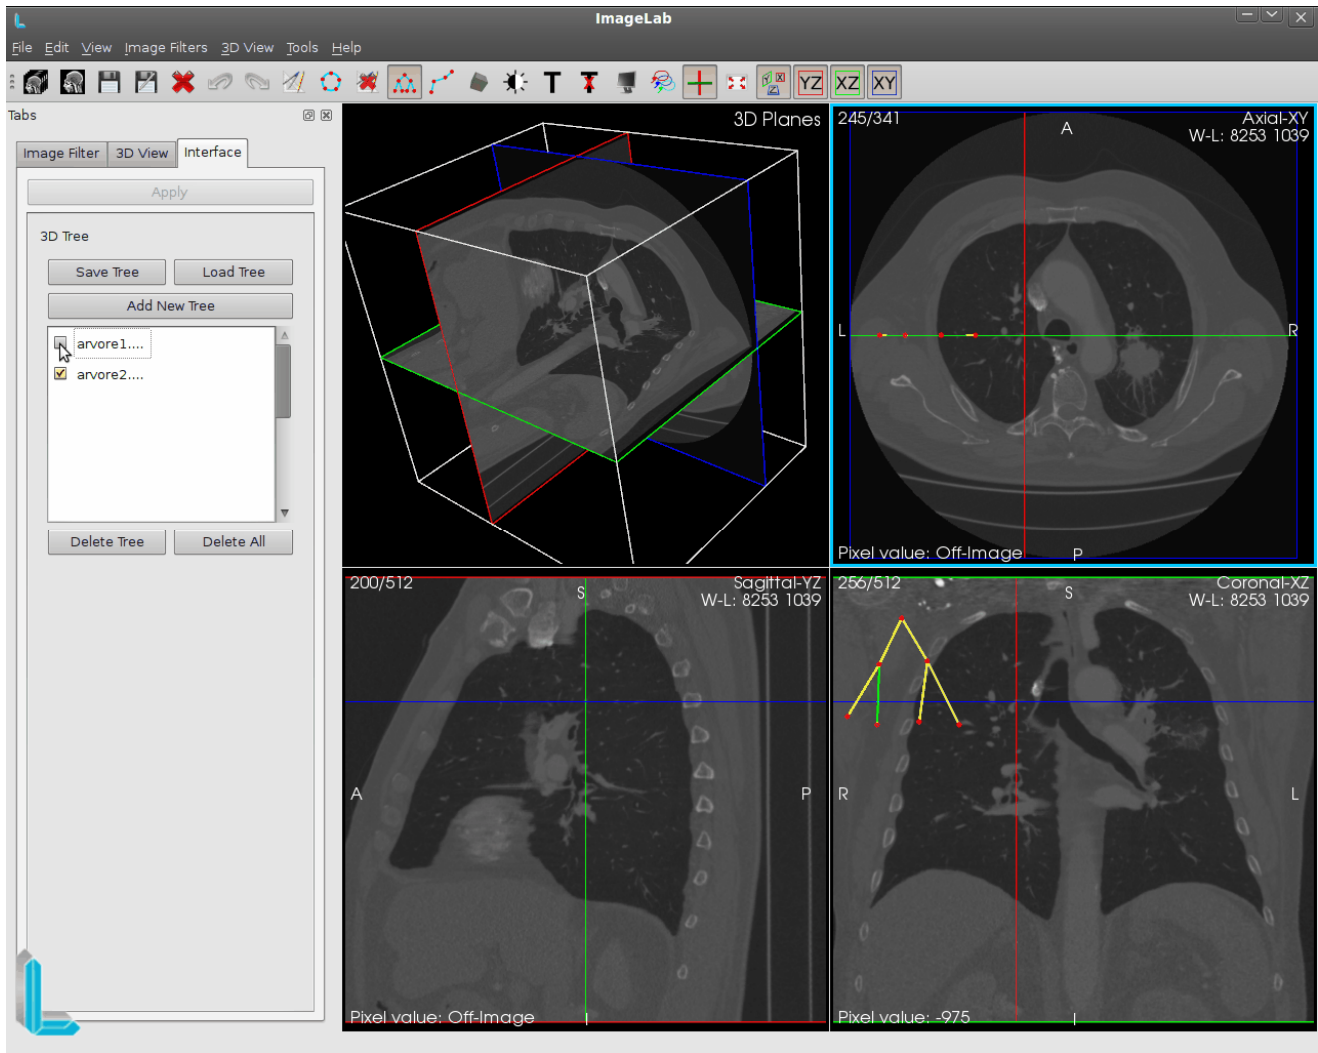 ImageLab
File Edit View Image Filters 3D View Tools Help
T YZ XZ XY
Tabs
Image Filter 3D View Interface
Apply
3D Tree
Save Tree Load Tree
Add New Tree
arvore1....
arvore2....
Delete Tree Delete All
3D Planes
245/341 A Axial-XY
W-L: 8253 1039
L R
Pixel value: Off-Image P
200/512 S Sagittal-YZ
W-L: 8253 1039
A P
Pixel value: Off-Image I
256/512 S Coronal-XZ
W-L: 8253 1039
R L
Pixel value: -975 I